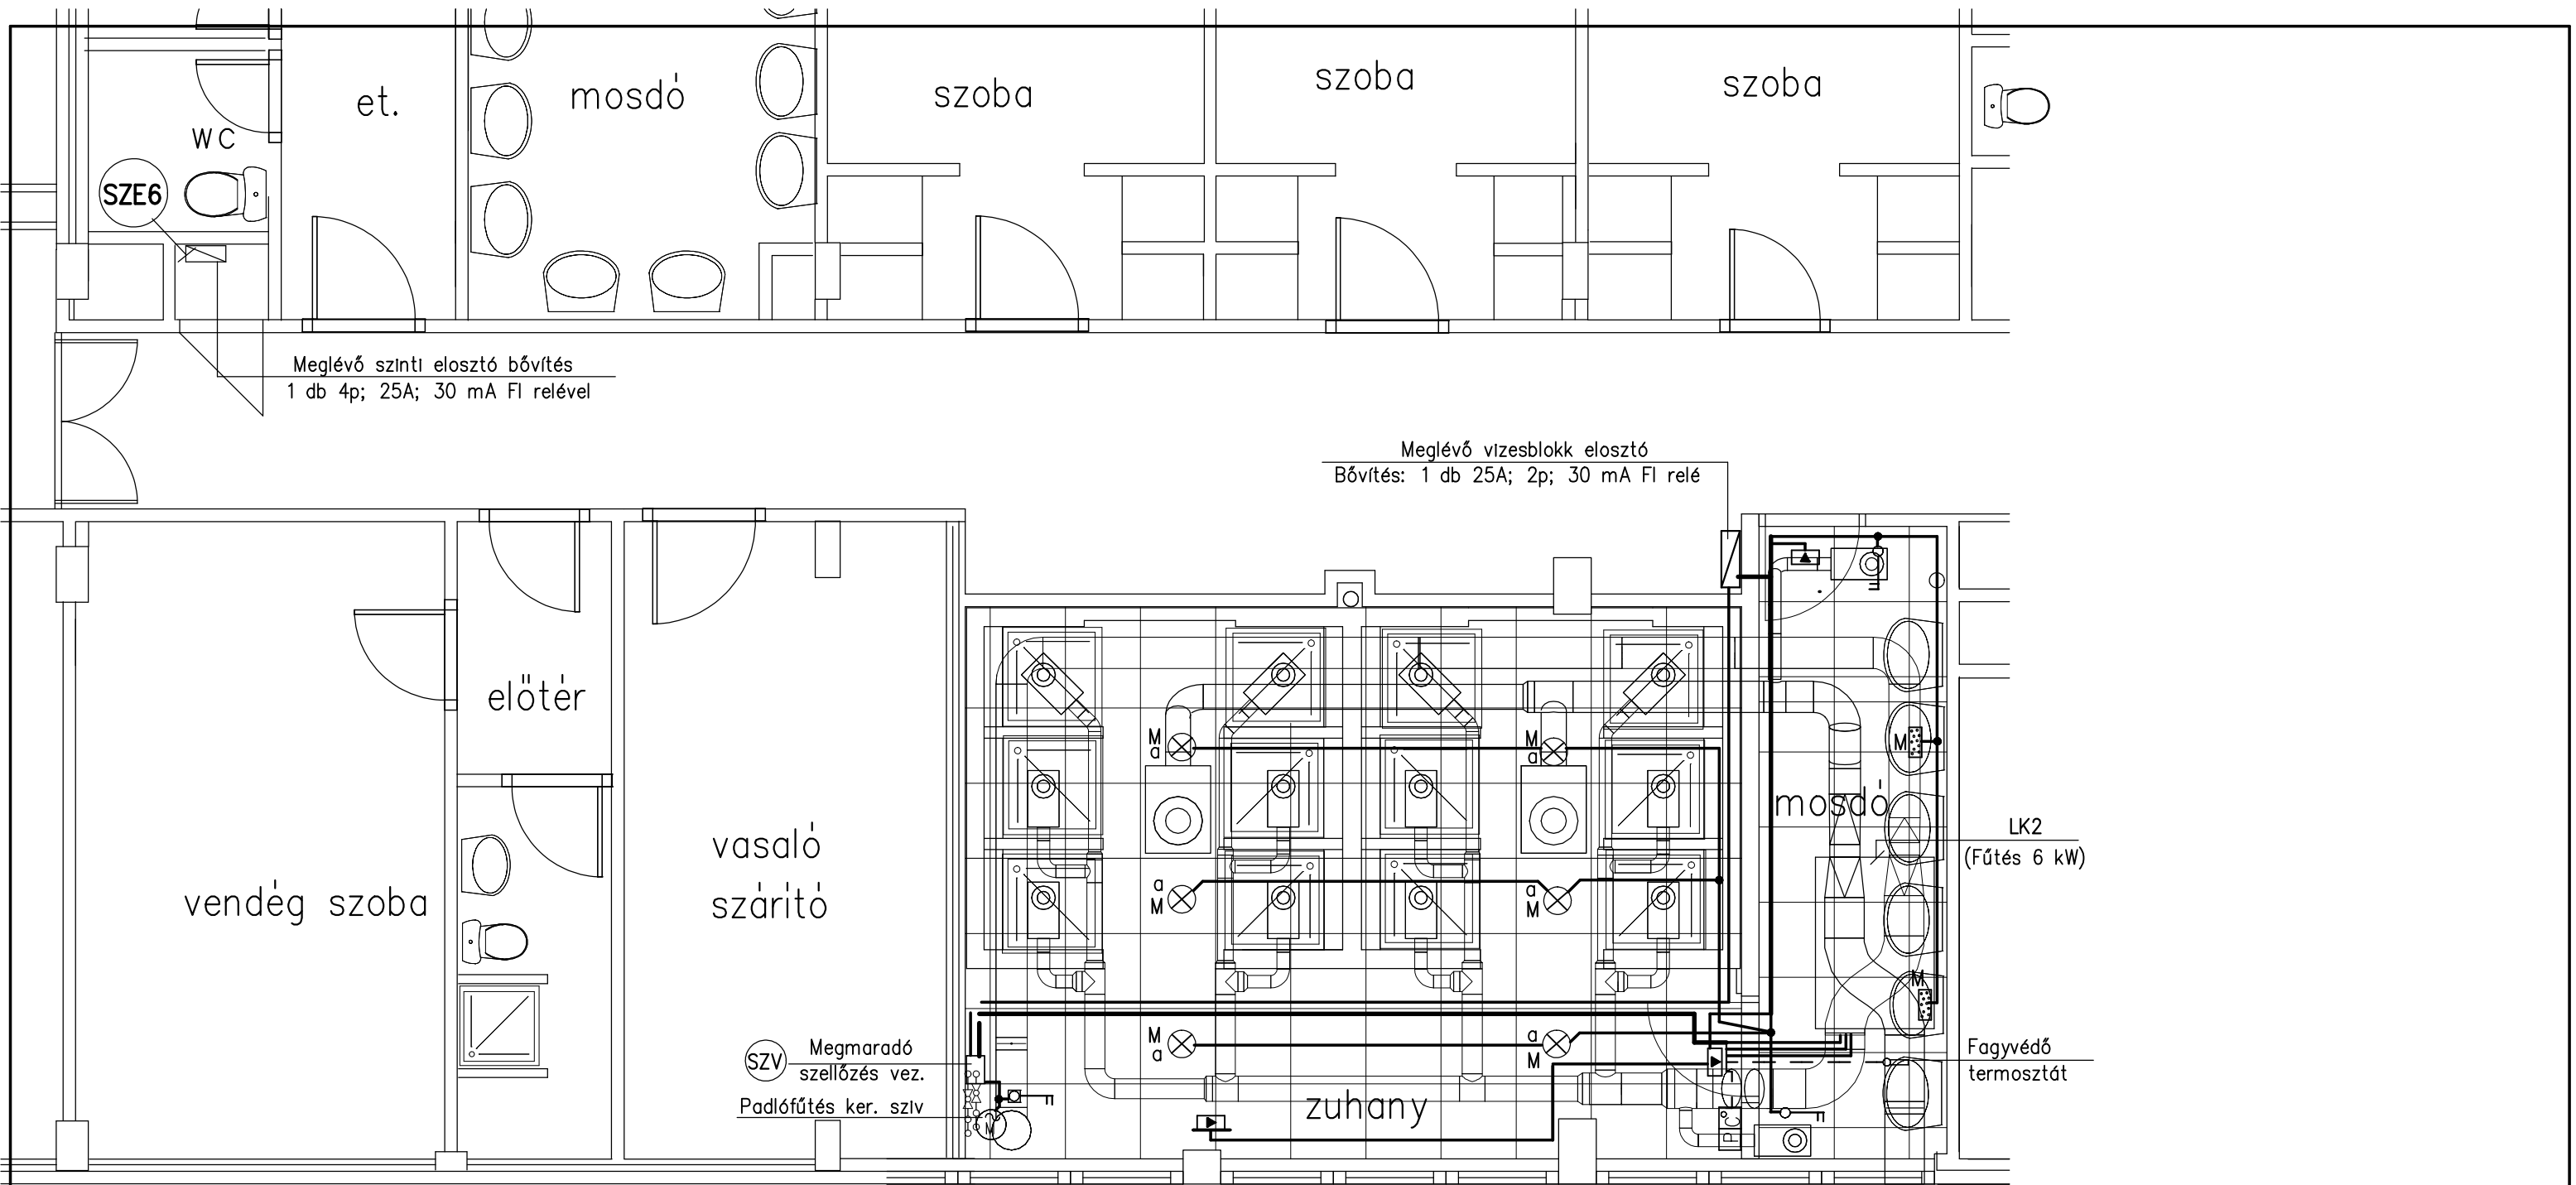 et.
mosdó
szoba
szoba
szoba
WC
SZE6
Meglévő szinti elosztó bővítés
1 db 4p; 25A; 30 mA FI relével
Meglévő vizesblokk elosztó
Bővítés: 1 db 25A; 2p; 30 mA FI relé
előtér
M
a
M
a
M
mosdó
LK2
(Fűtés 6 kW)
vasaló
szárító
vendég szoba
a
M
a
M
M
SZV
Megmaradó
szellőzés vez.
M
a
a
M
Fagyvédő
termosztát
Padlófűtés ker. sziv
M
zuhany
P°C